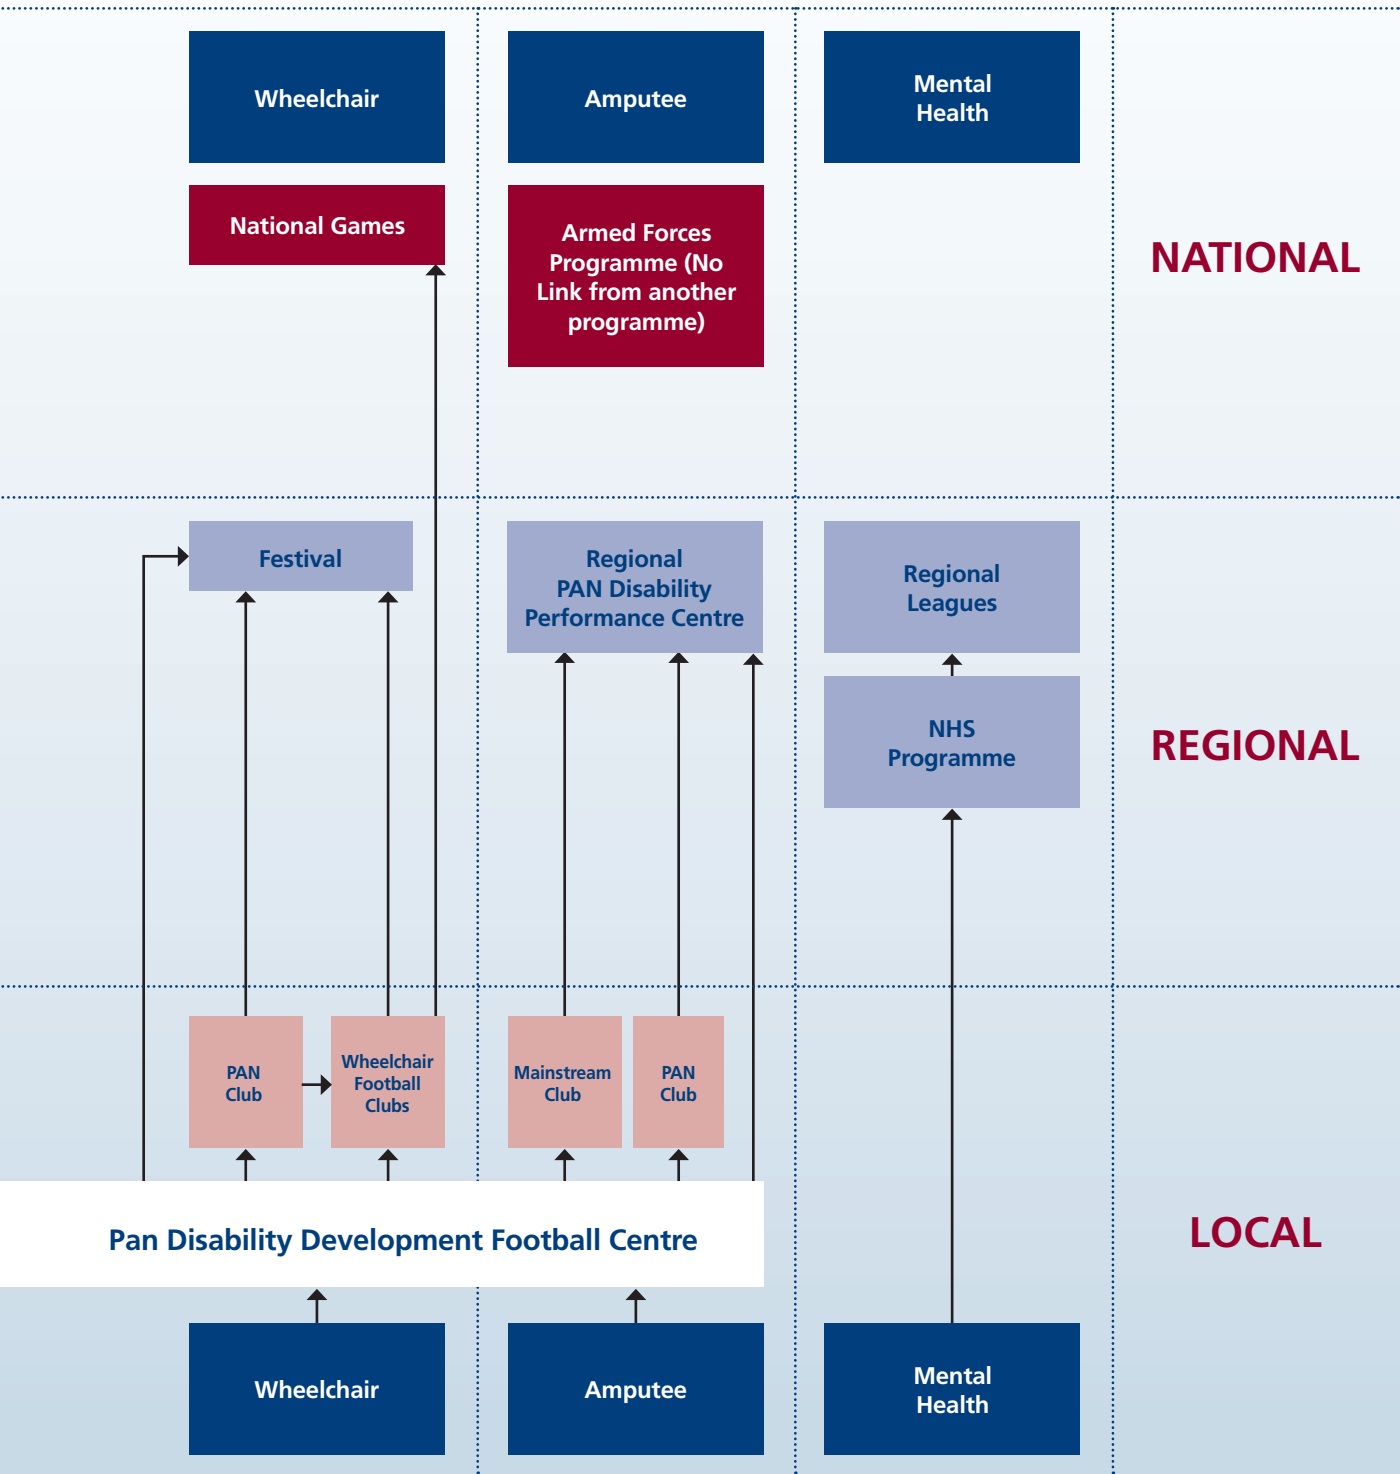 Wheelchair
Amputee
Mental
Health
National Games
Armed Forces
Programme (No
Link from another
programme)
NATIONAL
Festival
Regional
PAN Disability
Performance Centre
Regional
Leagues
NHS
Programme
REGIONAL
PAN
Club
Wheelchair
Football
Clubs
Mainstream
Club
PAN
Club
Pan Disability Development Football Centre
LOCAL
Wheelchair
Amputee
Mental
Health